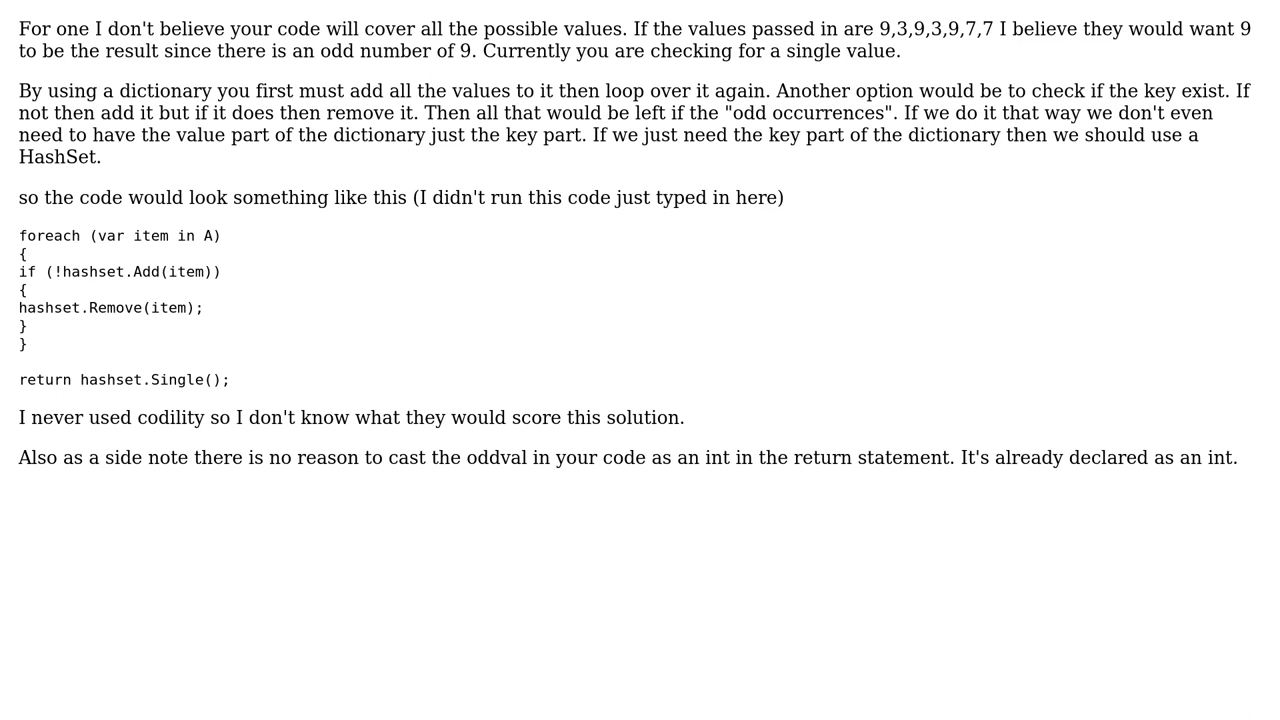 For one I don't believe your code will cover all the possible values. If the values passed in are 9,3,9,3,9,7,7 I believe they would want 9
to be the result since there is an odd number of 9. Currently you are checking for a single value.
By using a dictionary you first must add all the values to it then loop over it again. Another option would be to check if the key exist. If
not then add it but if it does then remove it. Then all that would be left if the "odd occurrences". If we do it that way we don't even
need to have the value part of the dictionary just the key part. If we just need the key part of the dictionary then we should use a
HashSet.
so the code would look something like this (I didn't run this code just typed in here)
foreach (var item in A)
{
if (!hashset.Add(item))
{
hashset.Remove(item);
}
}
return hashset.Single();
I never used codility so I don't know what they would score this solution.
Also as a side note there is no reason to cast the oddval in your code as an int in the return statement. It's already declared as an int.